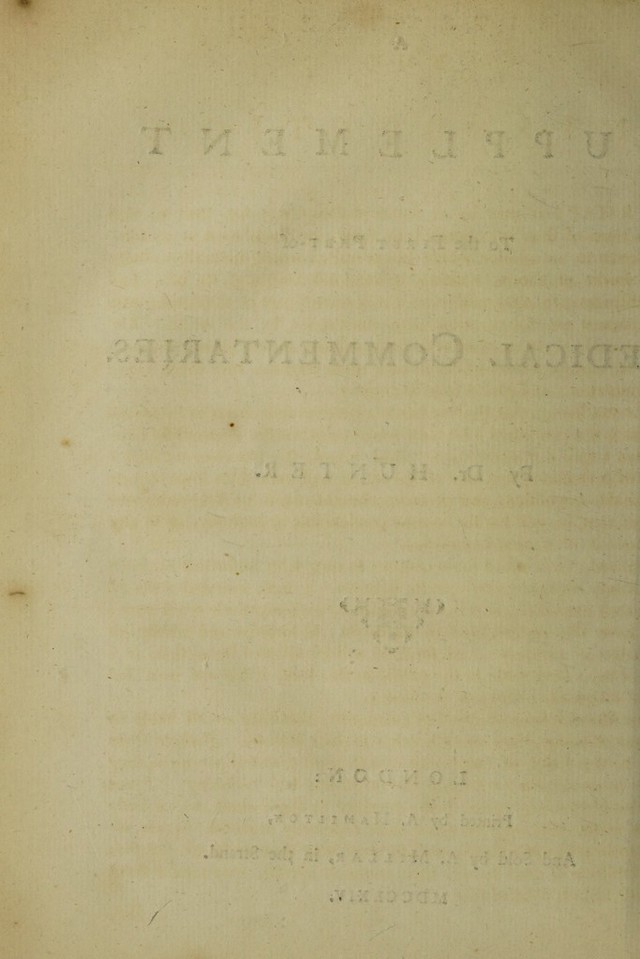 A
UPPLEMENT
To the FIRST PART of
EDICAL COMMENTARIES.
By Dr. HUNTER.
LONDON:
Printed by A. HAMILTON,
And Sold by A. MILLAR, in the Strand.
MDCCLXIV.